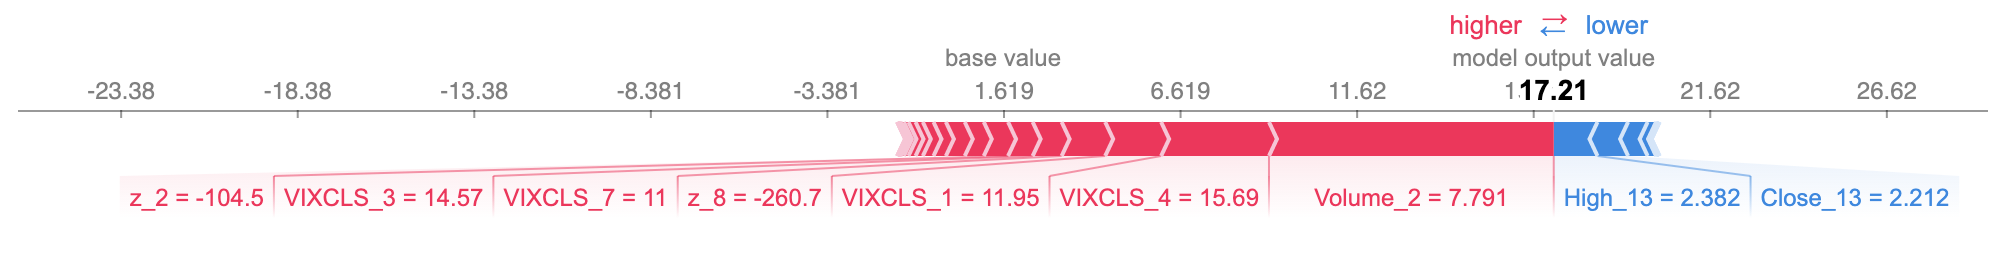 higher ⇄ lower
base value model output value
-23.38 -18.38 -13.38 -8.381 -3.381 1.619 6.619 11.62 17.21 21.62 26.62
z_2 = -104.5 VIXCLS_3 = 14.57 VIXCLS_7 = 11 z_8 = -260.7 VIXCLS_1 = 11.95 VIXCLS_4 = 15.69 Volume_2 = 7.791 High_13 = 2.382 Close_13 = 2.212